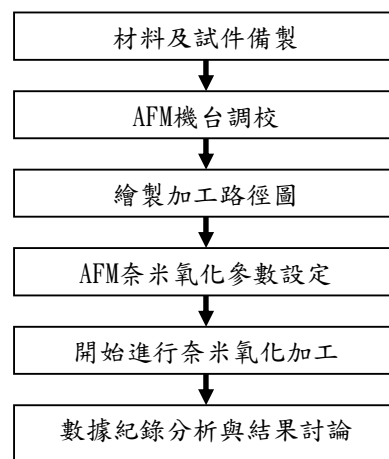 材料及試件備製
AFM機台調校
繪製加工路徑圖
AFM奈米氧化參數設定
開始進行奈米氧化加工
數據紀錄分析與結果討論